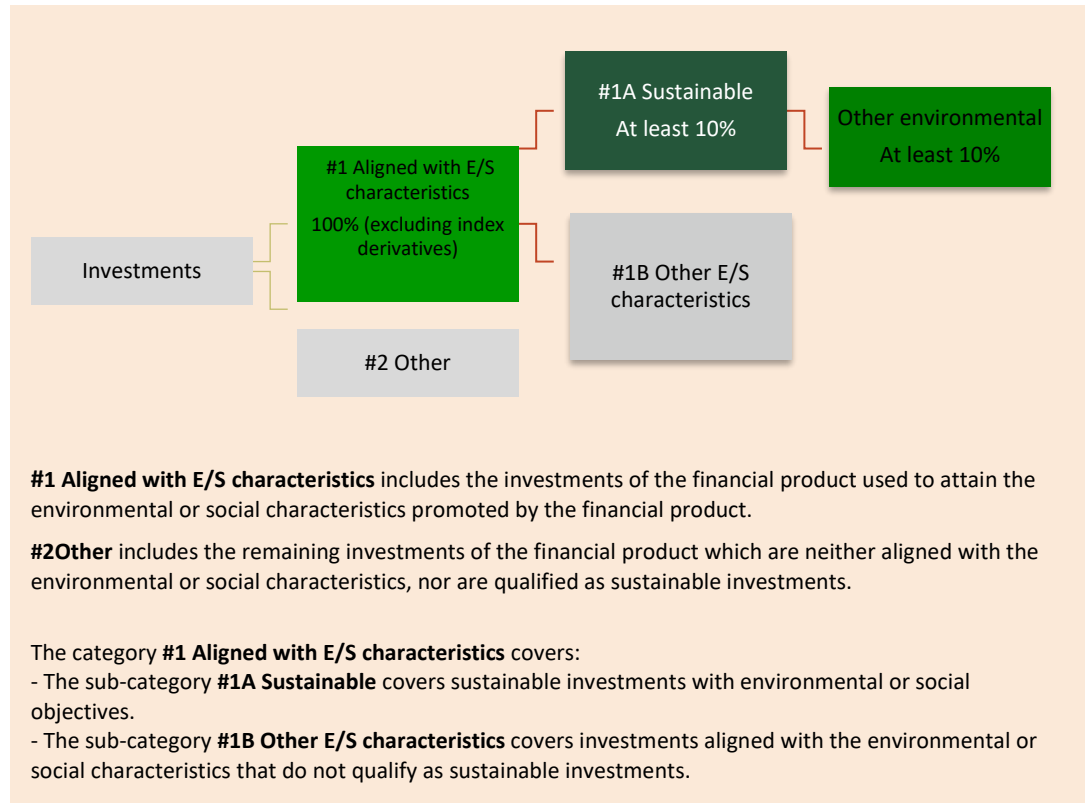 #1A Sustainable
At least 10%
Other environmental
At least 10%
#1 Aligned with E/S
characteristics
100% (excluding index
derivatives)
Investments
#1B Other E/S
characteristics
#2 Other
#1 Aligned with E/S characteristics includes the investments of the financial product used to attain the
environmental or social characteristics promoted by the financial product.
#2Other includes the remaining investments of the financial product which are neither aligned with the
environmental or social characteristics, nor are qualified as sustainable investments.
The category #1 Aligned with E/S characteristics covers:
- The sub-category #1A Sustainable covers sustainable investments with environmental or social
objectives.
- The sub-category #1B Other E/S characteristics covers investments aligned with the environmental or
social characteristics that do not qualify as sustainable investments.